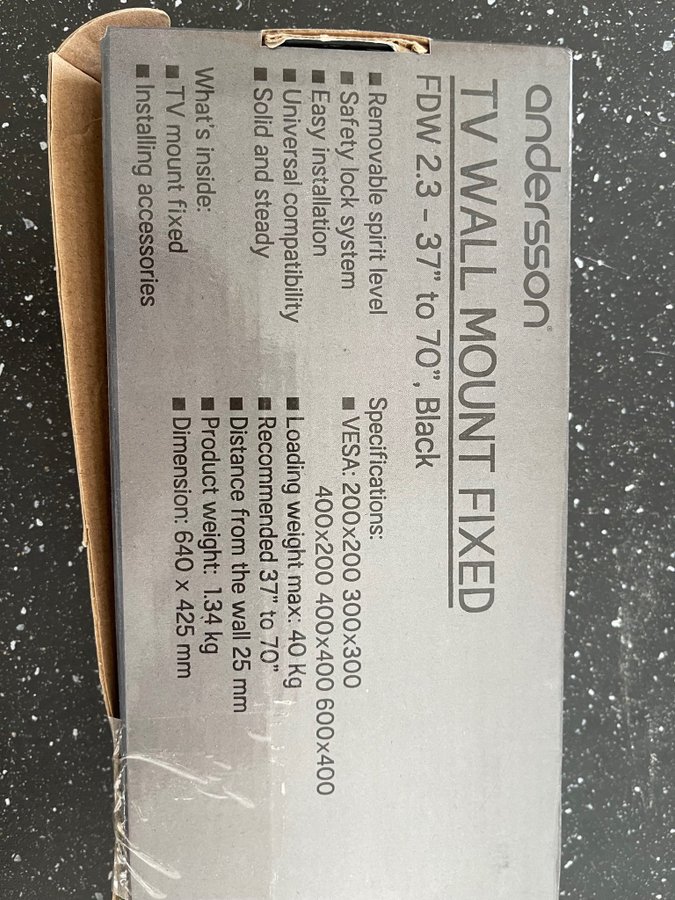 andersson®
TV WALL MOUNT FIXED
FDW 2.3 - 37” to 70”, Black
■ Removable spirit level
■ Safety lock system
■ Easy installation
■ Universal compatibility
■ Solid and steady
What's inside:
■ TV mount fixed
■ Installing accessories
Specifications:
■ VESA: 200x200 300x300
400x200 400x400 600x400
■ Loading weight max: 40 Kg
■ Recommended 37” to 70”
■ Distance from the wall 25 mm
■ Product weight: 1.34 kg
■ Dimension: 640 x 425 mm